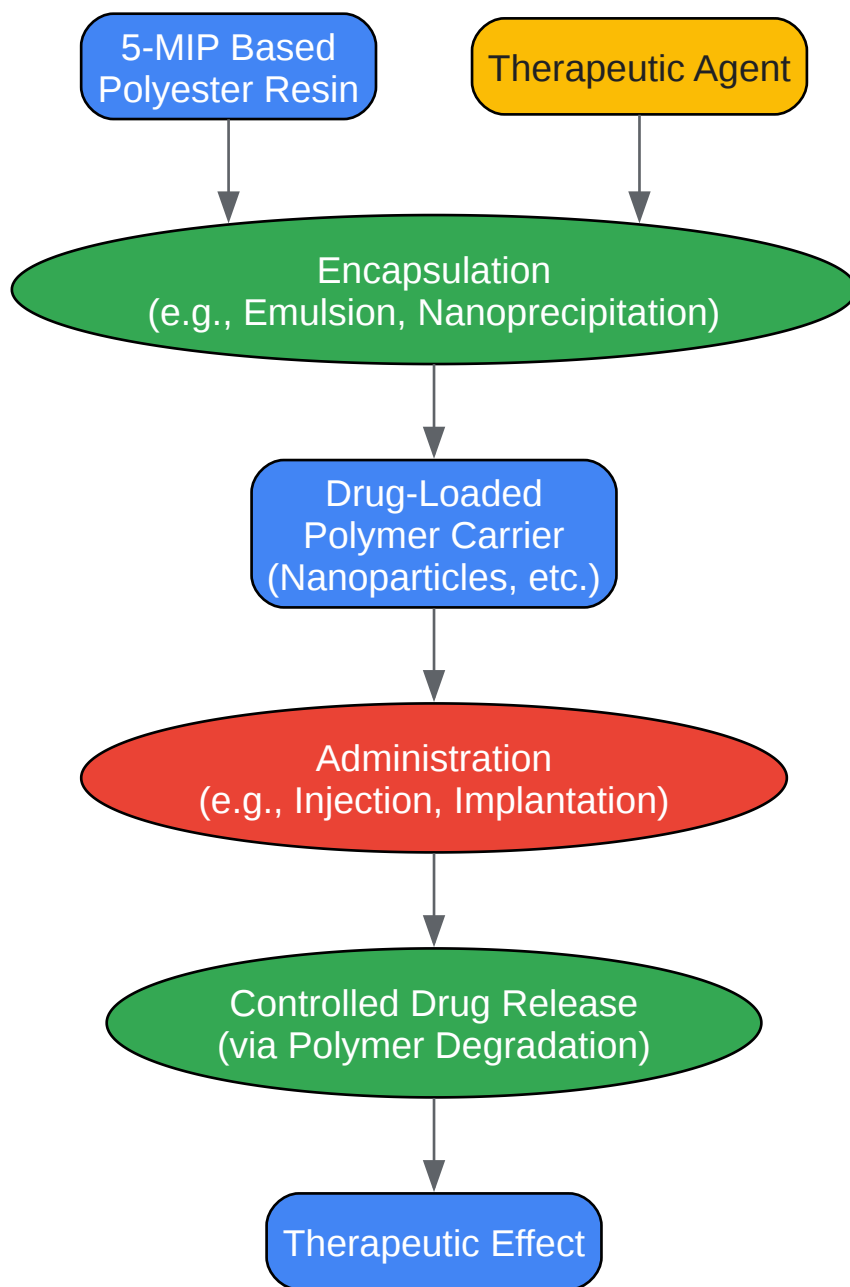 5-MIP Based
Polyester Resin
Therapeutic Agent
Encapsulation
(e.g., Emulsion, Nanoprecipitation)
Drug-Loaded
Polymer Carrier
(Nanoparticles, etc.)
Administration
(e.g., Injection, Implantation)
Controlled Drug Release
(via Polymer Degradation)
Therapeutic Effect